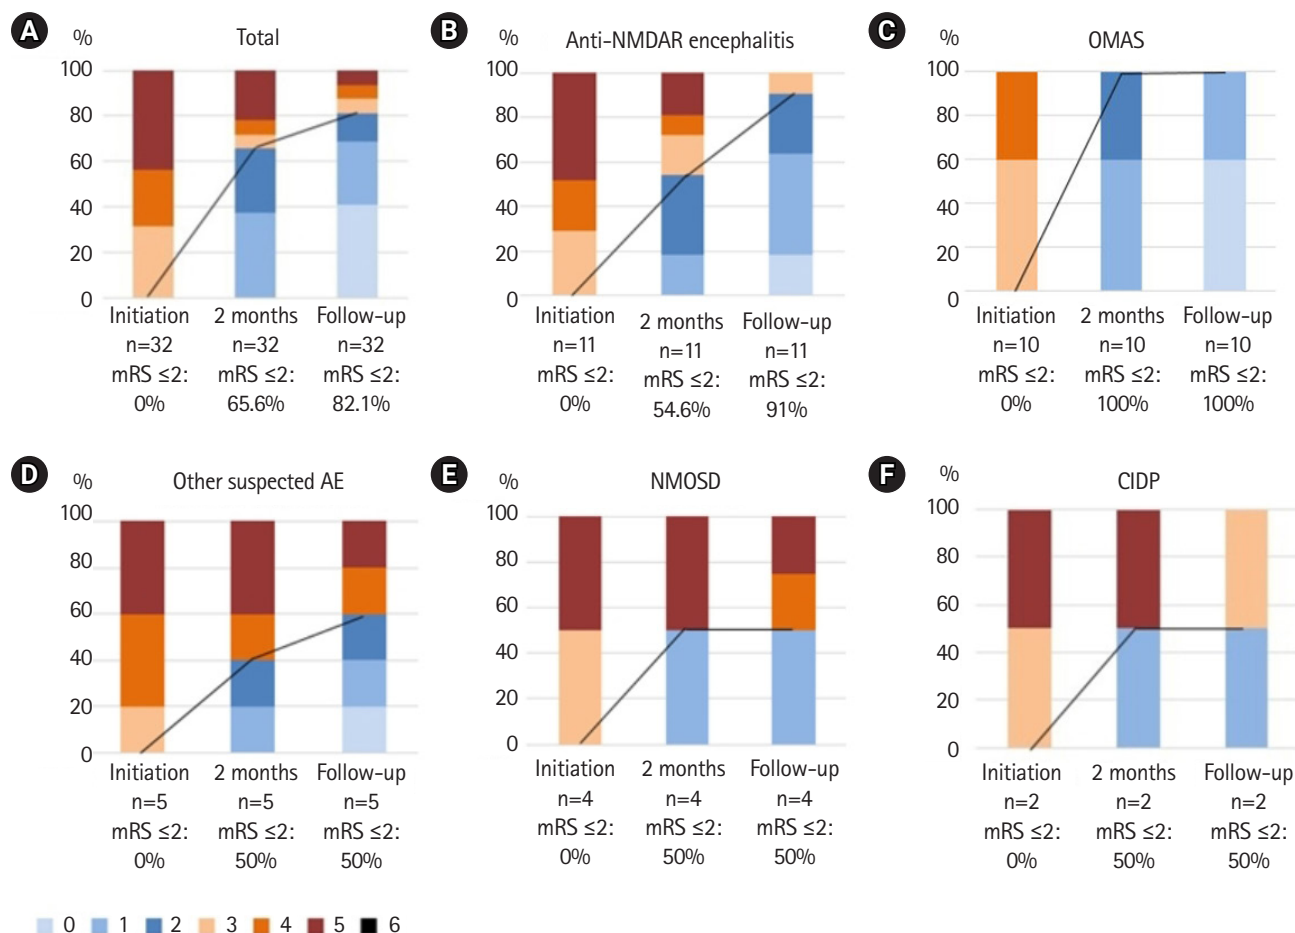 A % Total
100
80
60
40
20
0
Initiation 2 months Follow-up
n=32 n=32 n=32
mRS ≤2: mRS ≤2: mRS ≤2:
0% 65.6% 82.1%
B % Anti-NMDAR encephalitis
100
80
60
40
20
0
Initiation 2 months Follow-up
n=11 n=11 n=11
mRS ≤2: mRS ≤2: mRS ≤2:
0% 54.6% 91%
C % OMAS
100
80
60
40
20
0
Initiation 2 months Follow-up
n=10 n=10 n=10
mRS ≤2: mRS ≤2: mRS ≤2:
0% 100% 100%
D % Other suspected AE
100
80
60
40
20
0
Initiation 2 months Follow-up
n=5 n=5 n=5
mRS ≤2: mRS ≤2: mRS ≤2:
0% 50% 50%
E % NMOSD
100
80
60
40
20
0
Initiation 2 months Follow-up
n=4 n=4 n=4
mRS ≤2: mRS ≤2: mRS ≤2:
0% 50% 50%
F % CIDP
100
80
60
40
20
0
Initiation 2 months Follow-up
n=2 n=2 n=2
mRS ≤2: mRS ≤2: mRS ≤2:
0% 50% 50%
0 1 2 3 4 5 6